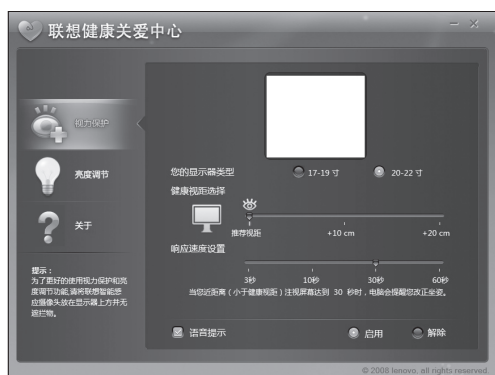 联想健康关爱中心
视力保护
亮度调节
关于
提示：
为了更好的使用视力保护和亮
度调节功能,请将联想智能感
应摄像头放在显示器上方并无
遮拦物。
您的显示器类型
17-19 寸
20-22 寸
健康视距选择
推荐视距
+10 cm
+20 cm
响应速度设置
3秒
10秒
30秒
60秒
当您近距离（小于健康视距）注视屏幕达到 30 秒时，电脑会提醒您改正坐姿。
语音提示
启用
解除
© 2008 lenovo. all rights reserved.